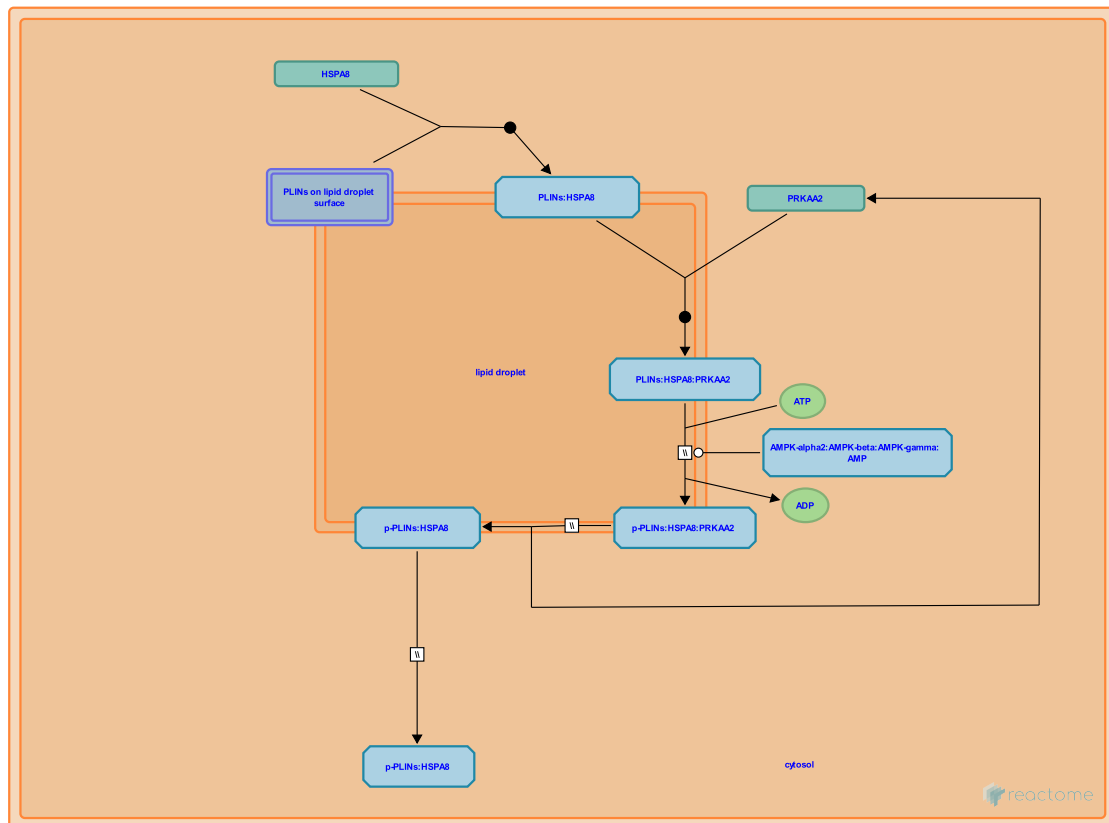 HSPA8
PLINs on lipid droplet
surface
PLINs:HSPA8
PRKAA2
lipid droplet
PLINs:HSPA8:PRKAA2
ATP
\\
AMPK-alpha2:AMPK-beta:AMPK-gamma:
AMP
ADP
p-PLINs:HSPA8
\\
p-PLINs:HSPA8:PRKAA2
\\
p-PLINs:HSPA8
cytosol
reactome